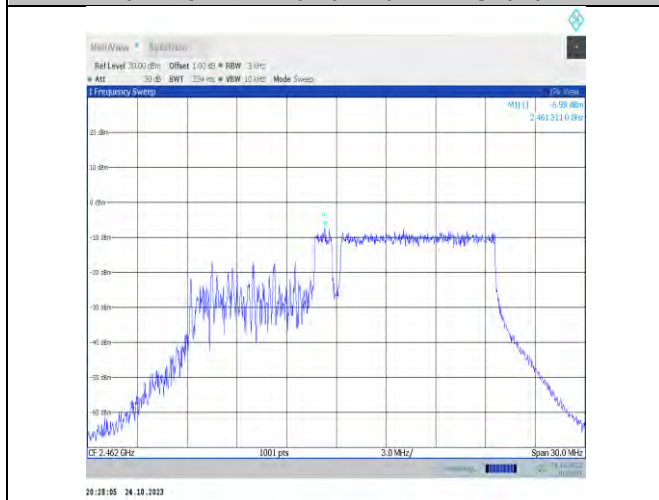 MultiView Spectrum
Ref Level 30.00 dBm Offset 1.00 dB RBW 3 kHz
Att 30 dB SWT VBW 10 kHz Mode Sweep
1 Frequency Sweep 1Pk View
M1[1] -6.98 dBm
2.4613110 GHz
20 dBm
10 dBm
0 dBm
-10 dBm
-20 dBm
-30 dBm
-40 dBm
-50 dBm
-60 dBm
CF 2.462 GHz 1001 pts 3.0 MHz/ Span 30.0 MHz
20:28:05 24.10.2023